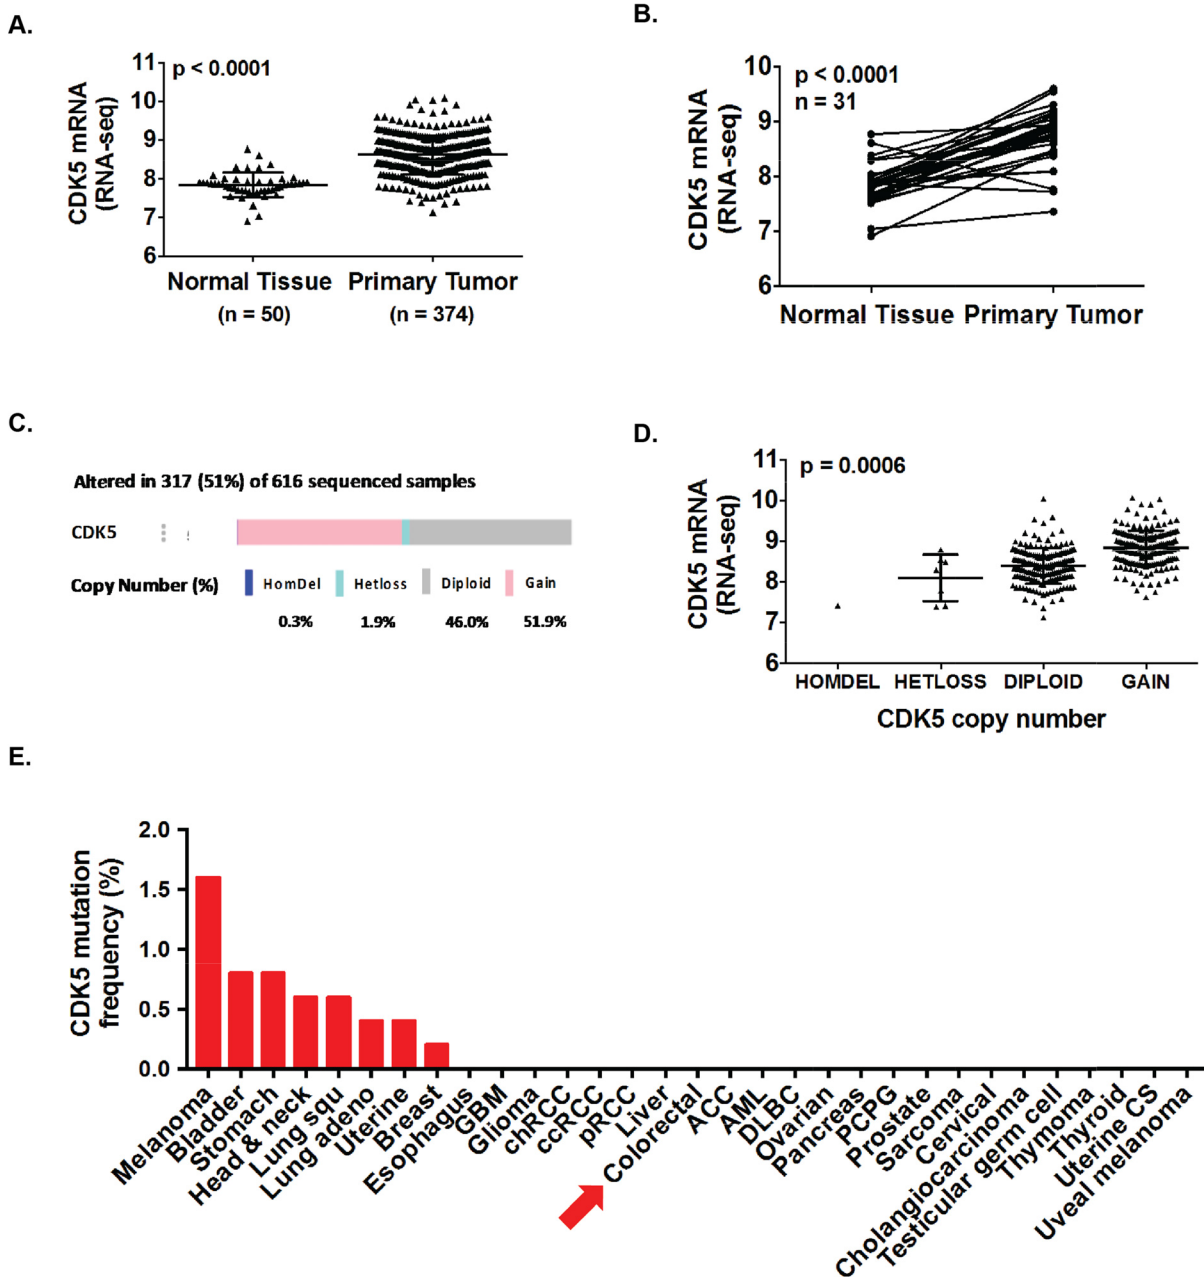 A.
p < 0.0001
CDK5 mRNA
(RNA-seq)
11
10
9
8
7
6
Normal Tissue
Primary Tumor
(n = 50)
(n = 374)
B.
p < 0.0001
n = 31
CDK5 mRNA
(RNA-seq)
10
9
8
7
6
Normal Tissue
Primary Tumor
C.
Altered in 317 (51%) of 616 sequenced samples
CDK5
Copy Number (%)
HomDel
Hetloss
Diploid
Gain
0.3%
1.9%
46.0%
51.9%
D.
p = 0.0006
CDK5 mRNA
(RNA-seq)
11
10
9
8
7
6
HOMDEL
HETLOSS
DIPLOID
GAIN
CDK5 copy number
E.
CDK5 mutation
frequency (%)
2.0
1.5
1.0
0.5
0.0
Melanoma
Bladder
Stomach
Head & neck
Lung squ
Lung adeno
Uterine
Breast
Esophagus
GBM
Glioma
chRCC
ccRCC
pRCC
Liver
Colorectal
ACC
AML
DLBC
Ovarian
Pancreas
PCPG
Prostate
Sarcoma
Cervical
Cholangiocarcinoma
Testicular germ cell
Thymoma
Thyroid
Uterine CS
Uveal melanoma